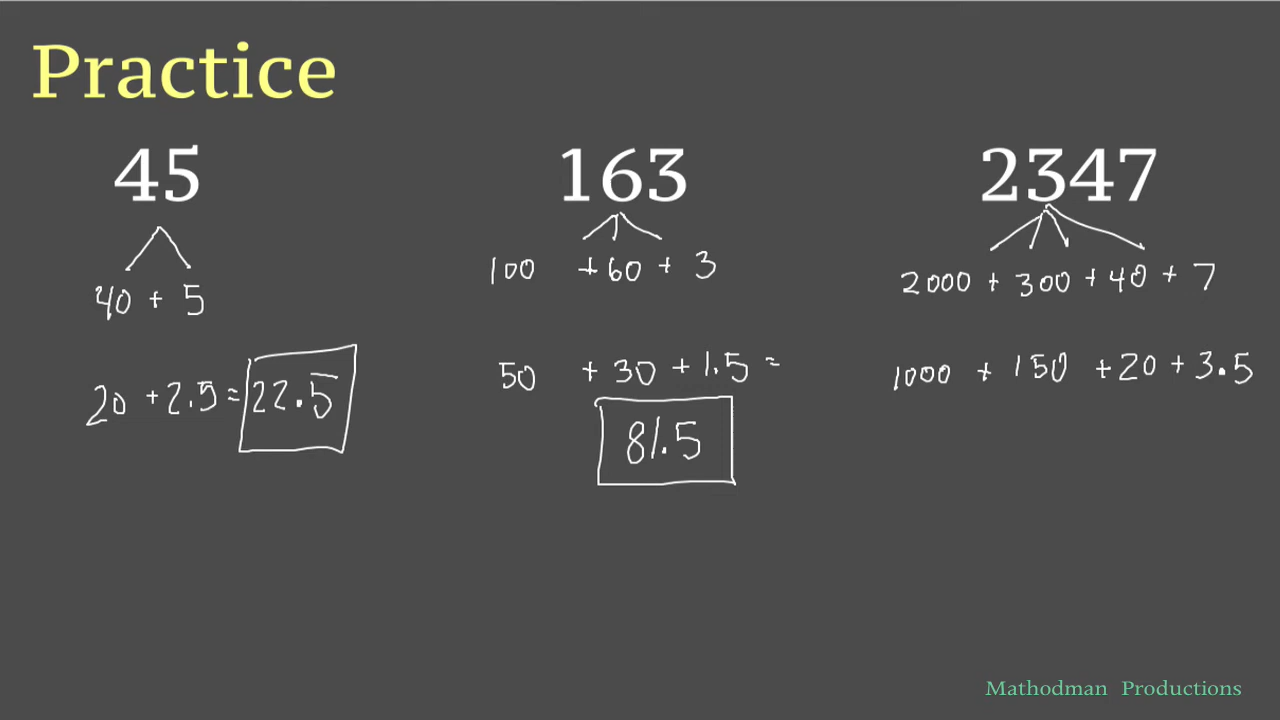 Practice
45
40 + 5
20 + 2.5 = 22.5
163
100 + 60 + 3
50 + 30 + 1.5 =
81.5
2347
2000 + 300 + 40 + 7
1000 + 150 + 20 + 3.5
Mathodman Productions